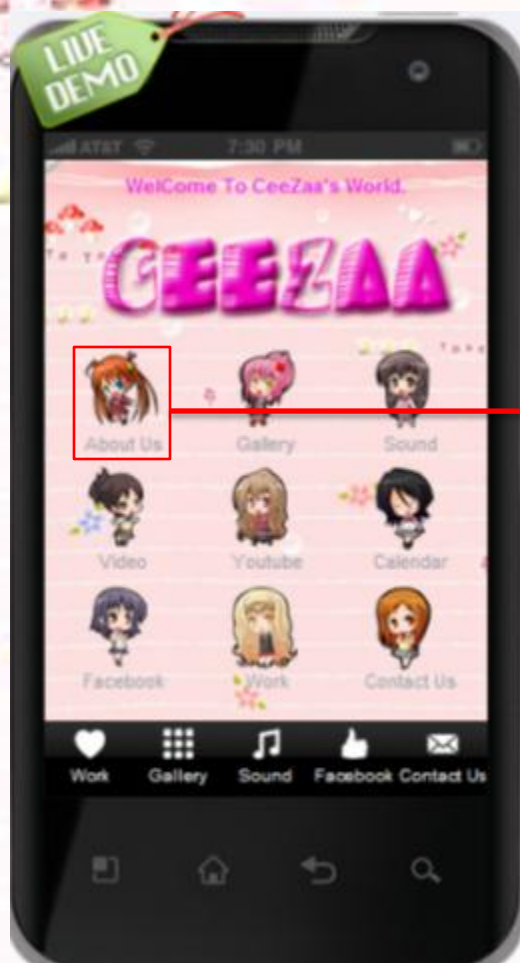 LIVE
DEMO
AT&T 7:30 PM
WelCome To CeeZaa's World.
CEEZAA
About Us Gallery Sound
Video Youtube Calendar
Facebook Work Contact Us
Work Gallery Sound Facebook Contact Us